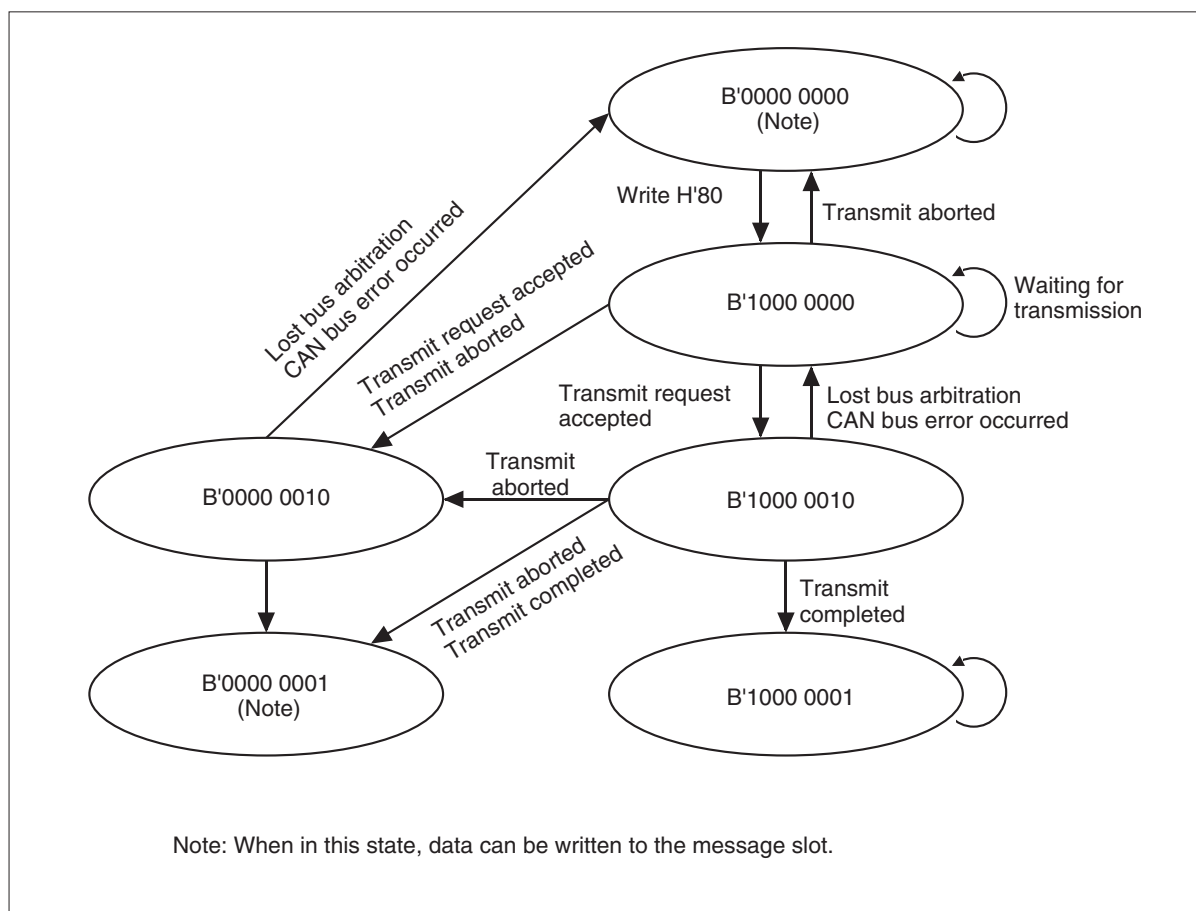 B'0000 0000
(Note)
Write H'80
Transmit aborted
Lost bus arbitration
CAN bus error occurred
Transmit request accepted
Transmit aborted
B'1000 0000
Waiting for
transmission
Transmit request
accepted
Lost bus arbitration
CAN bus error occurred
B'0000 0010
Transmit
aborted
B'1000 0010
Transmit aborted
Transmit completed
Transmit
completed
B'0000 0001
(Note)
B'1000 0001
Note: When in this state, data can be written to the message slot.